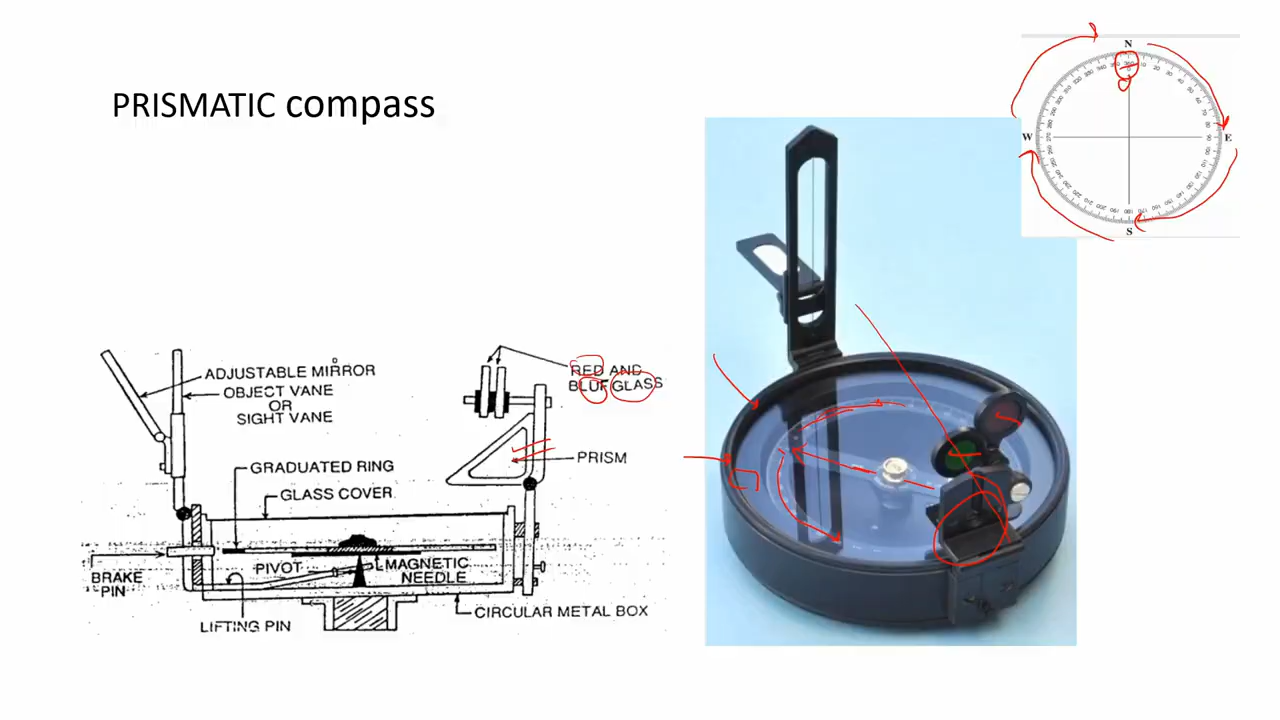 PRISMATIC compass
N
W
E
S
ADJUSTABLE MIRROR
OBJECT VANE
OR
SIGHT VANE
RED AND
BLUE GLASS
PRISM
GRADUATED RING
GLASS COVER
BRAKE
PIN
PIVOT
MAGNETIC
NEEDLE
LIFTING PIN
CIRCULAR METAL BOX